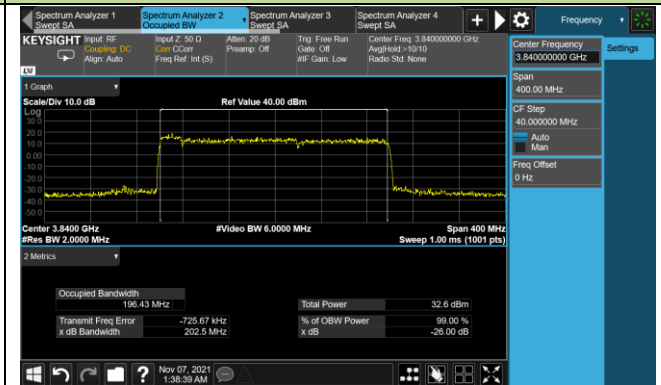 Spectrum Analyzer 1
Swept SA
Spectrum Analyzer 2
Occupied BW
Spectrum Analyzer 3
Swept SA
Spectrum Analyzer 4
Swept SA
+
Frequency
KEYSIGHT
LXI
Input: RF
Coupling: DC
Align: Auto
Input Z: 50 Ω
Corr CCorr
Freq Ref: Int (S)
Atten: 20 dB
Preamp: Off
Trig: Free Run
Gate: Off
#IF Gain: Low
Center Freq: 3.840000000 GHz
Avg|Hold:>10/10
Radio Std: None
Center Frequency
3.840000000 GHz
Settings
Span
400.00 MHz
CF Step
40.000000 MHz
Auto
Man
Freq Offset
0 Hz
1 Graph
Scale/Div 10.0 dB
Ref Value 40.00 dBm
Log
30.0
20.0
10.0
0.00
-10.0
-20.0
-30.0
-40.0
-50.0
Center 3.8400 GHz
#Video BW 6.0000 MHz
Span 400 MHz
#Res BW 2.0000 MHz
Sweep 1.00 ms (1001 pts)
2 Metrics
Occupied Bandwidth
196.43 MHz
Total Power
32.6 dBm
Transmit Freq Error
-725.67 kHz
% of OBW Power
99.00 %
x dB Bandwidth
202.5 MHz
x dB
-26.00 dB
?
Nov 07, 2021
1:38:39 AM